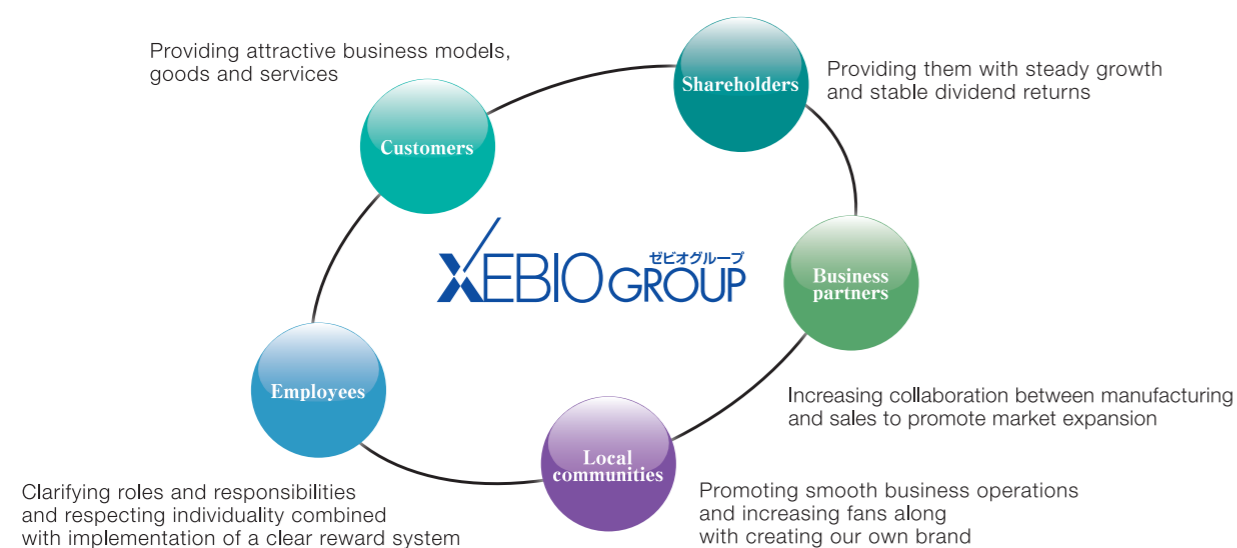 Providing attractive business models,
goods and services
Customers
Shareholders
Providing them with steady growth
and stable dividend returns
ゼビオグループ
XEBIO GROUP
Business
partners
Increasing collaboration between manufacturing
and sales to promote market expansion
Employees
Clarifying roles and responsibilities
and respecting individuality combined
with implementation of a clear reward system
Local
communities
Promoting smooth business operations
and increasing fans along
with creating our own brand